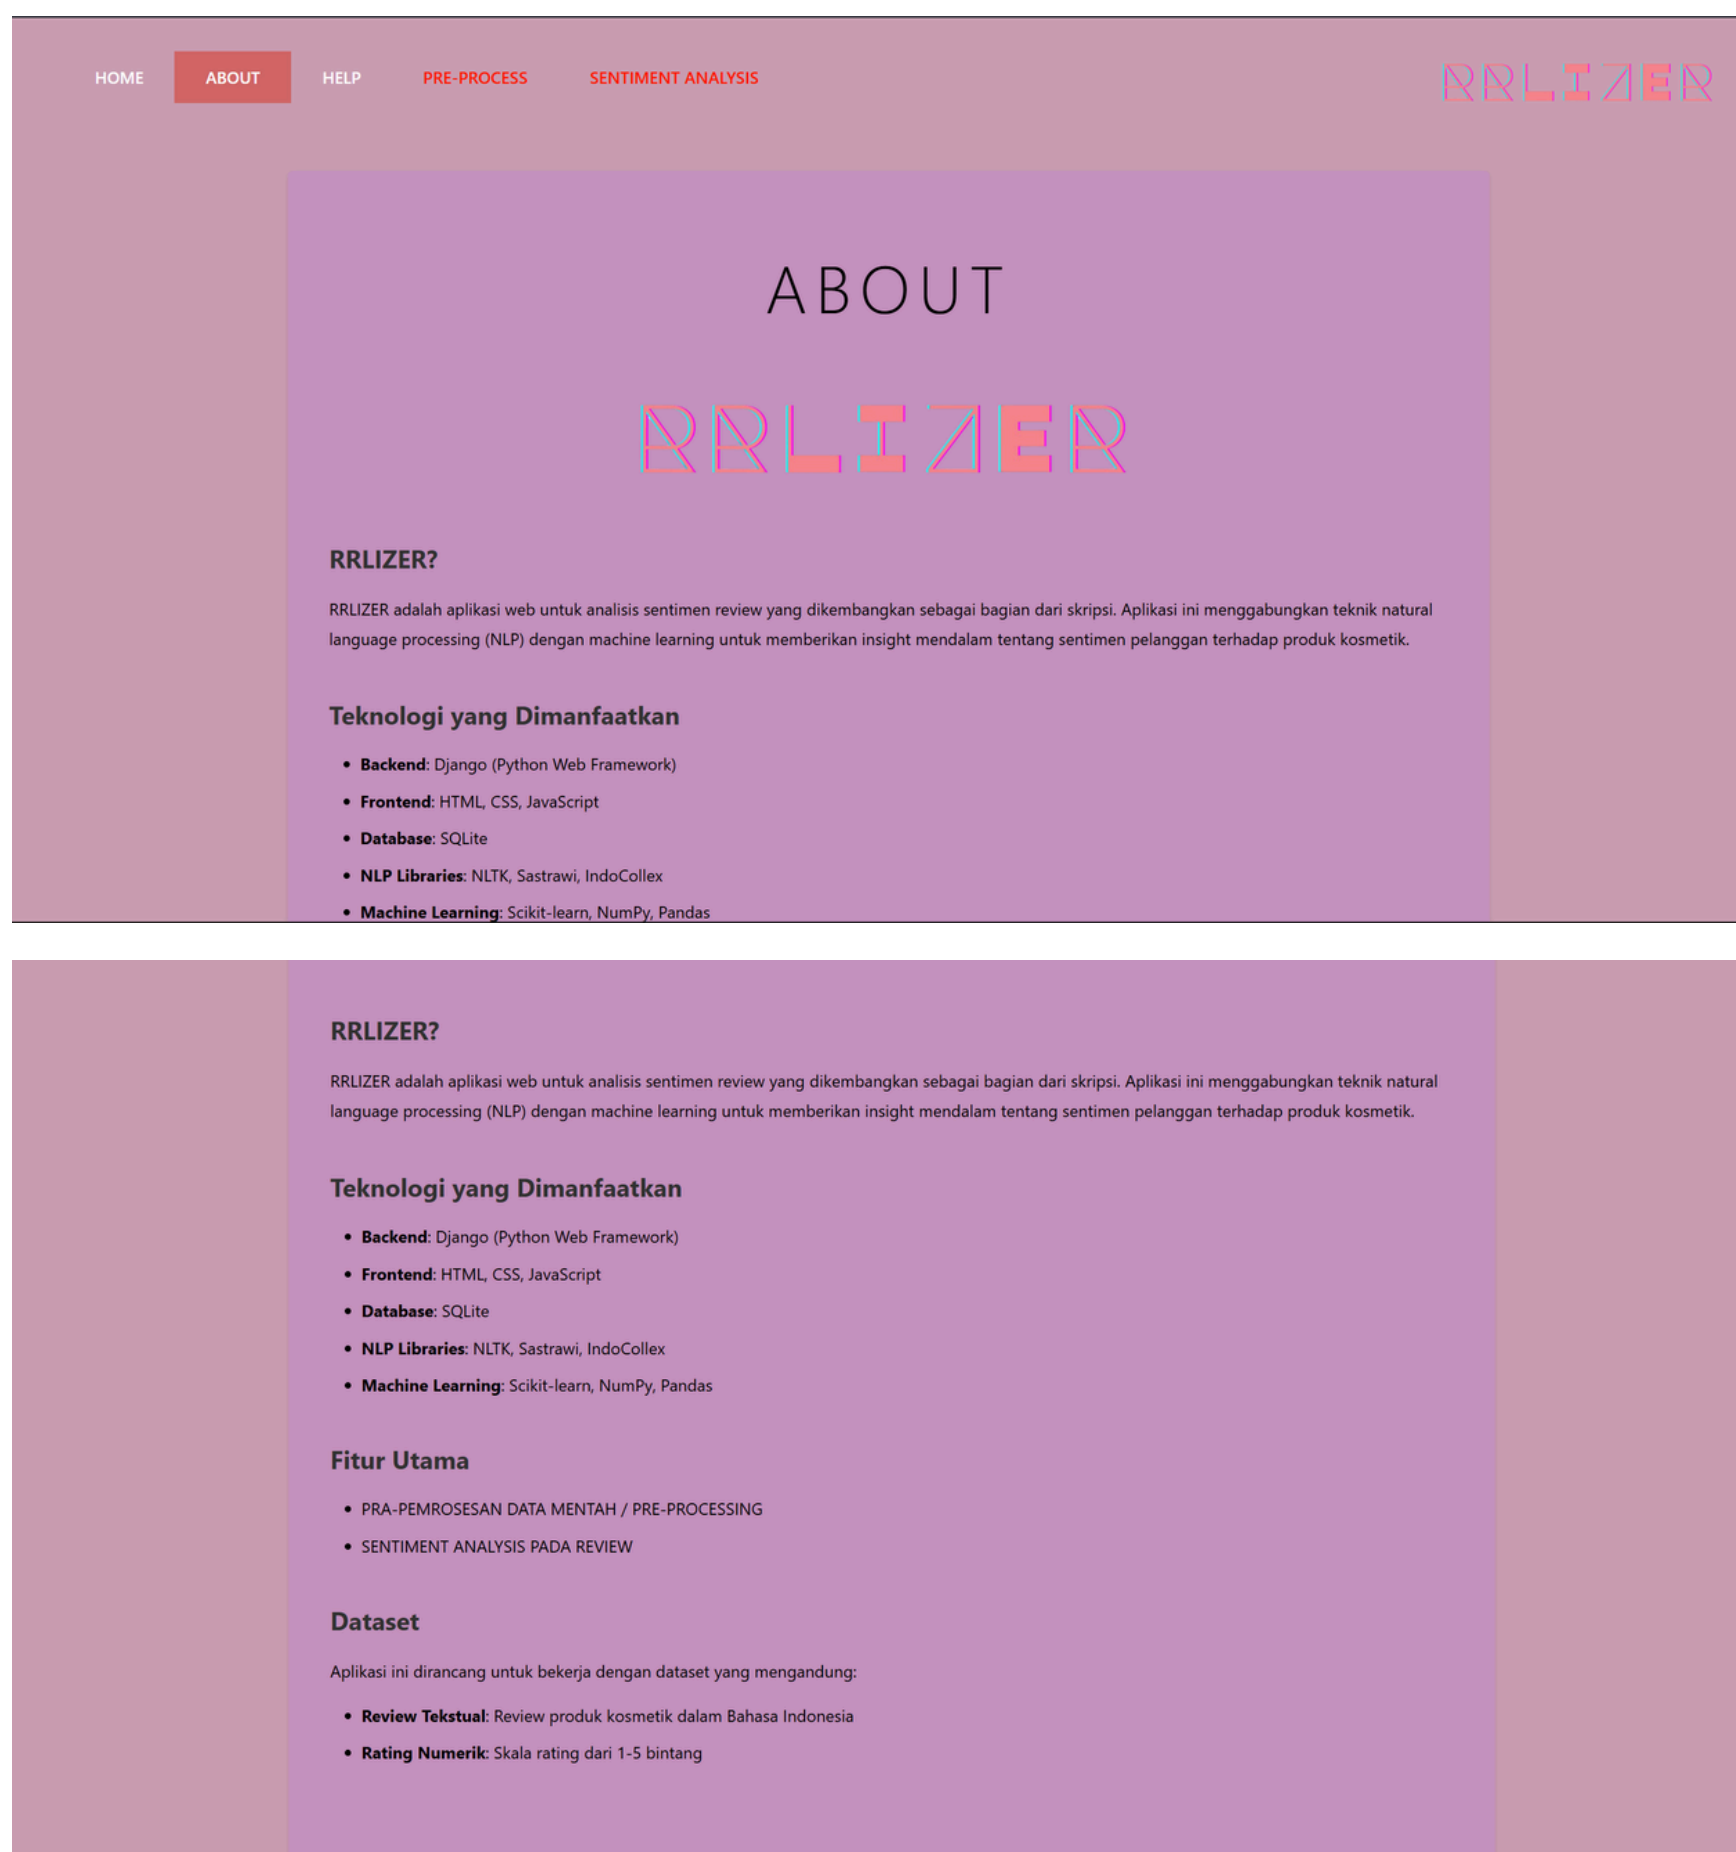 HOME ABOUT HELP PRE-PROCESS SENTIMENT ANALYSIS RRLIZER
ABOUT
RRLIZER
RRLIZER?
RRLIZER adalah aplikasi web untuk analisis sentimen review yang dikembangkan sebagai bagian dari skripsi. Aplikasi ini menggabungkan teknik natural
language processing (NLP) dengan machine learning untuk memberikan insight mendalam tentang sentimen pelanggan terhadap produk kosmetik.
Teknologi yang Dimanfaatkan
• Backend: Django (Python Web Framework)
• Frontend: HTML, CSS, JavaScript
• Database: SQLite
• NLP Libraries: NLTK, Sastrawi, IndoCollex
• Machine Learning: Scikit-learn, NumPy, Pandas
RRLIZER?
RRLIZER adalah aplikasi web untuk analisis sentimen review yang dikembangkan sebagai bagian dari skripsi. Aplikasi ini menggabungkan teknik natural
language processing (NLP) dengan machine learning untuk memberikan insight mendalam tentang sentimen pelanggan terhadap produk kosmetik.
Teknologi yang Dimanfaatkan
• Backend: Django (Python Web Framework)
• Frontend: HTML, CSS, JavaScript
• Database: SQLite
• NLP Libraries: NLTK, Sastrawi, IndoCollex
• Machine Learning: Scikit-learn, NumPy, Pandas
Fitur Utama
• PRA-PEMROSESAN DATA MENTAH / PRE-PROCESSING
• SENTIMENT ANALYSIS PADA REVIEW
Dataset
Aplikasi ini dirancang untuk bekerja dengan dataset yang mengandung:
• Review Tekstual: Review produk kosmetik dalam Bahasa Indonesia
• Rating Numerik: Skala rating dari 1-5 bintang